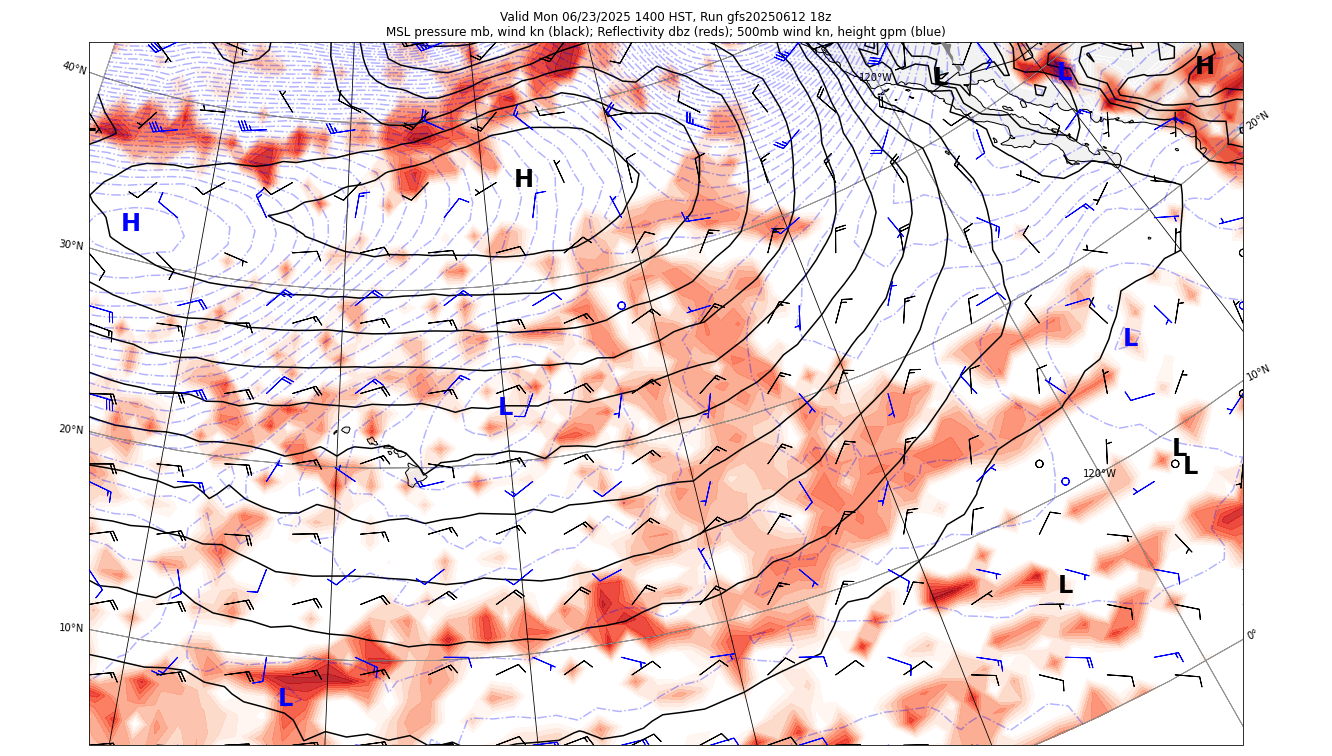 Valid Mon 06/23/2025 1400 HST, Run gfs20250612 18z
MSL pressure mb, wind kn (black); Reflectivity dbz (reds); 500mb wind kn, height gpm (blue)
40°N
120°W
L
L
H
20°N
H
H
30°N
L
10°N
L
20°N
L
L
120°W
L
10°N
0°
L